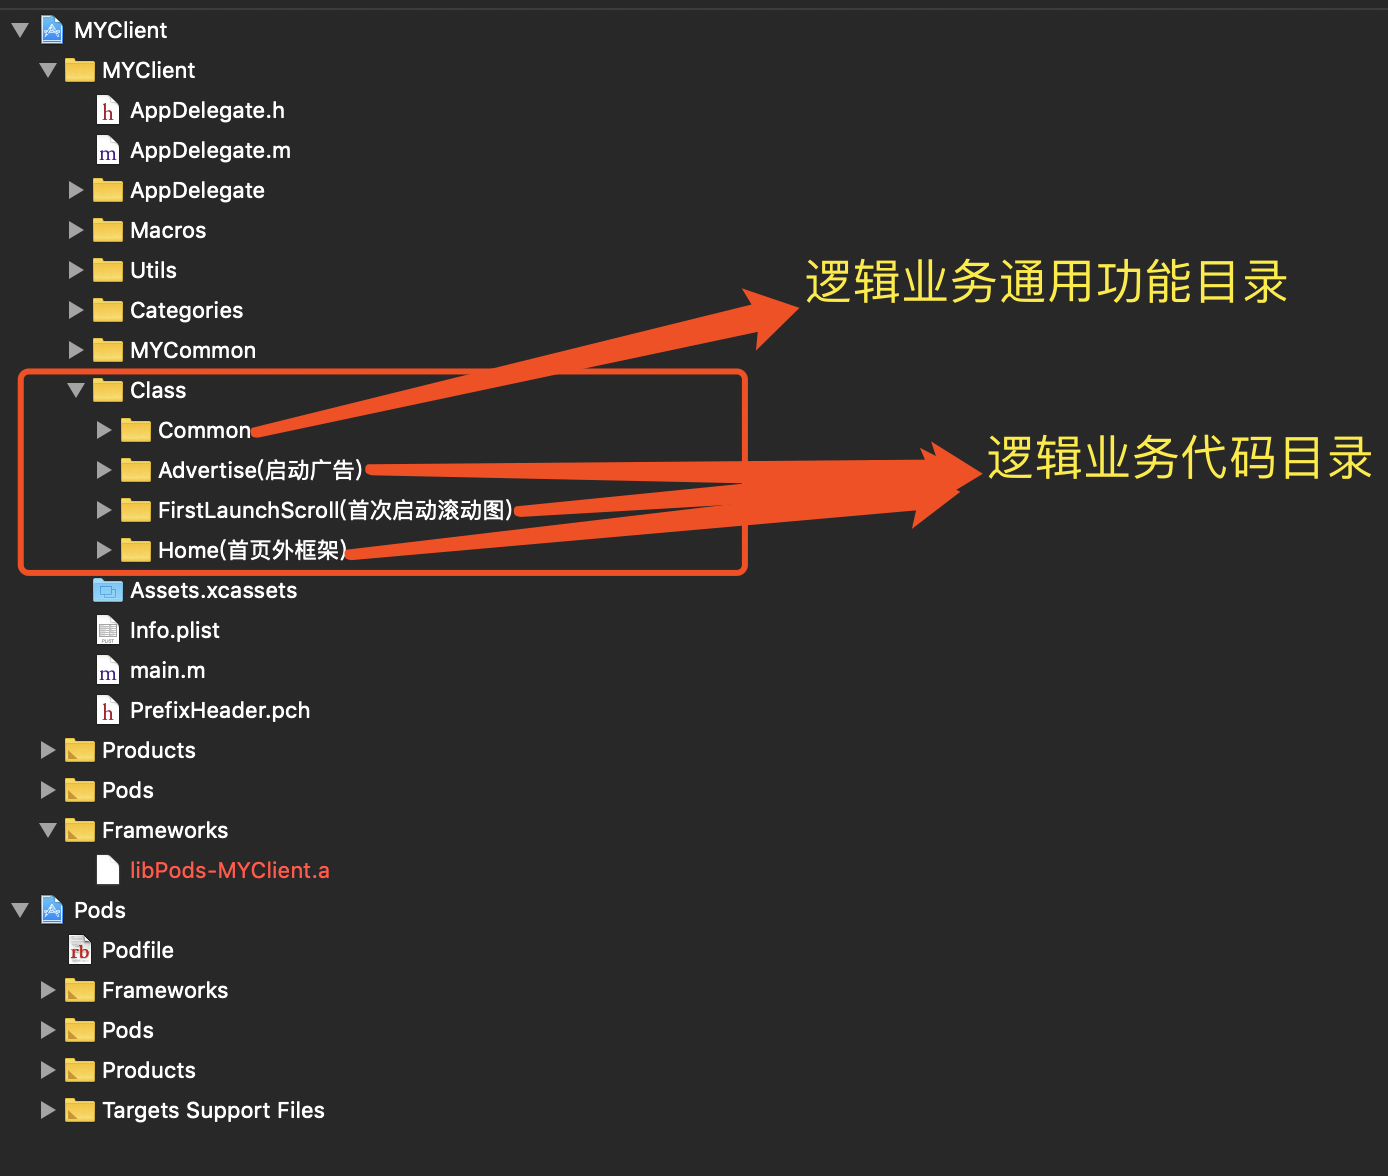 MYClient
MYClient
AppDelegate.h
AppDelegate.m
AppDelegate
Macros
Utils
逻辑业务通用功能目录
Categories
MYCommon
Class
Common
逻辑业务代码目录
Advertise(启动广告)
FirstLaunchScroll(首次启动滚动图)
Home(首页外框架)
Assets.xcassets
Info.plist
main.m
PrefixHeader.pch
Products
Pods
Frameworks
libPods-MYClient.a
Pods
Podfile
Frameworks
Pods
Products
Targets Support Files